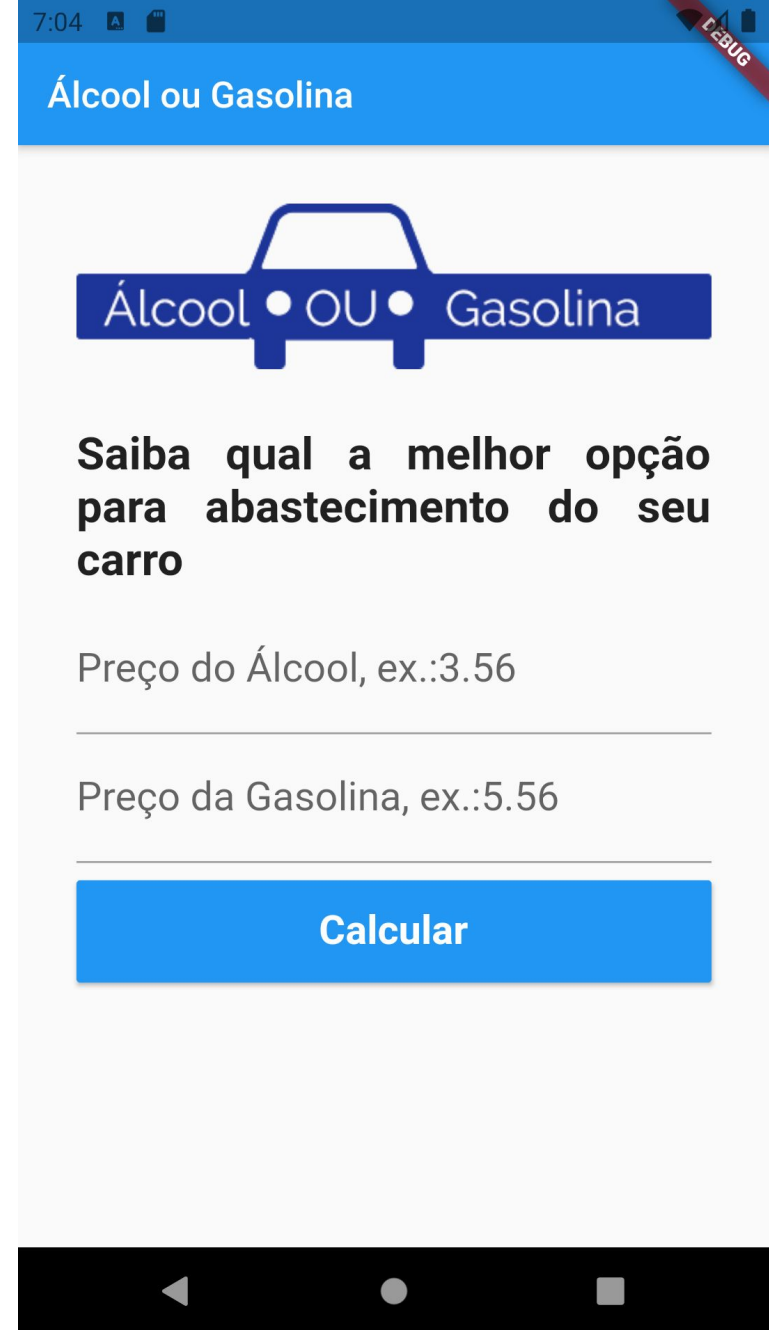 7:04
DEBUG
Álcool ou Gasolina
Álcool OU Gasolina
Saiba qual a melhor opção
para abastecimento do seu
carro
Preço do Álcool, ex.:3.56
Preço da Gasolina, ex.:5.56
Calcular